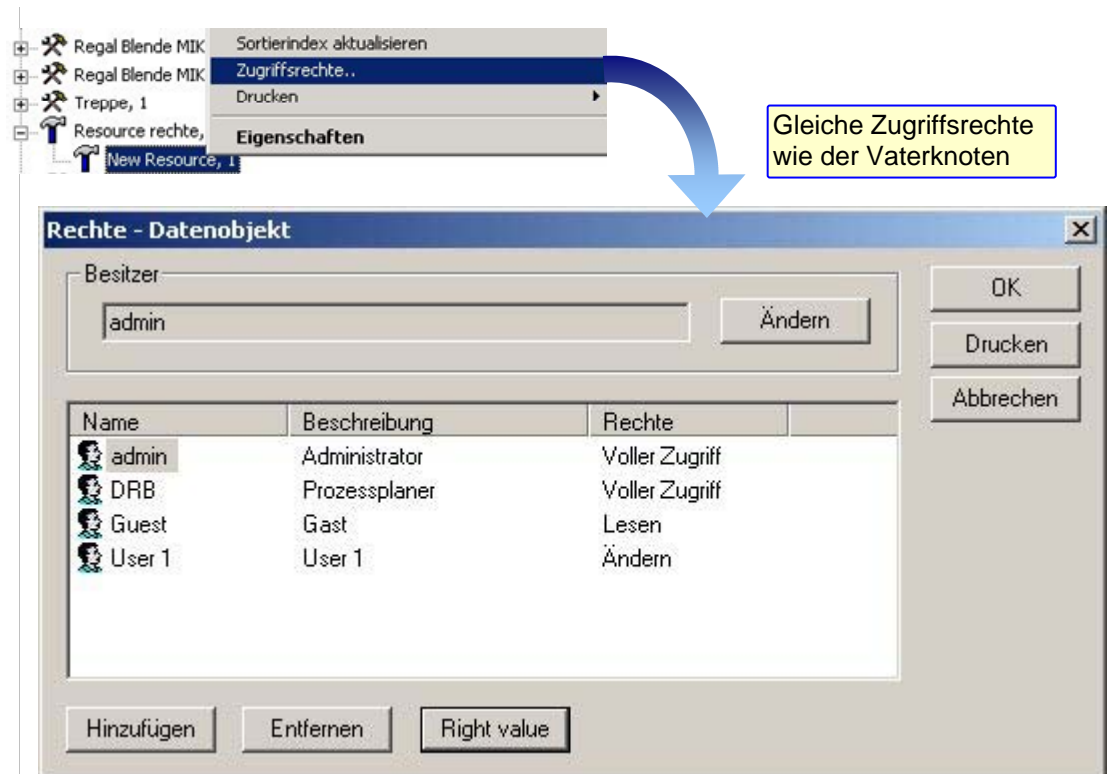 Regal Blende MIK
Regal Blende MIK
Treppe, 1
Resource rechte,
New Resource, 1
Sortierindex aktualisieren
Zugriffsrechte..
Drucken
Eigenschaften
Gleiche Zugriffsrechte
wie der Vaterknoten
Rechte - Datenobjekt
Besitzer
admin
Ändern
OK
Drucken
Abbrechen
Name Beschreibung Rechte
admin Administrator Voller Zugriff
DRB Prozessplaner Voller Zugriff
Guest Gast Lesen
User 1 User 1 Ändern
Hinzufügen Entfernen Right value